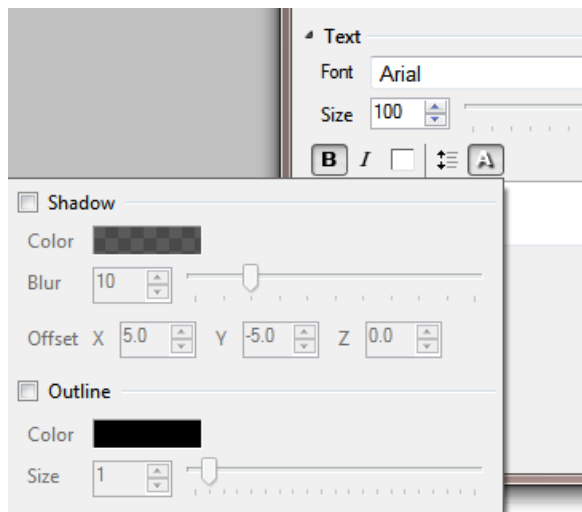 Text
Font Arial
Size 100
B I A
Shadow
Color
Blur 10
Offset X 5.0 Y -5.0 Z 0.0
Outline
Color
Size 1